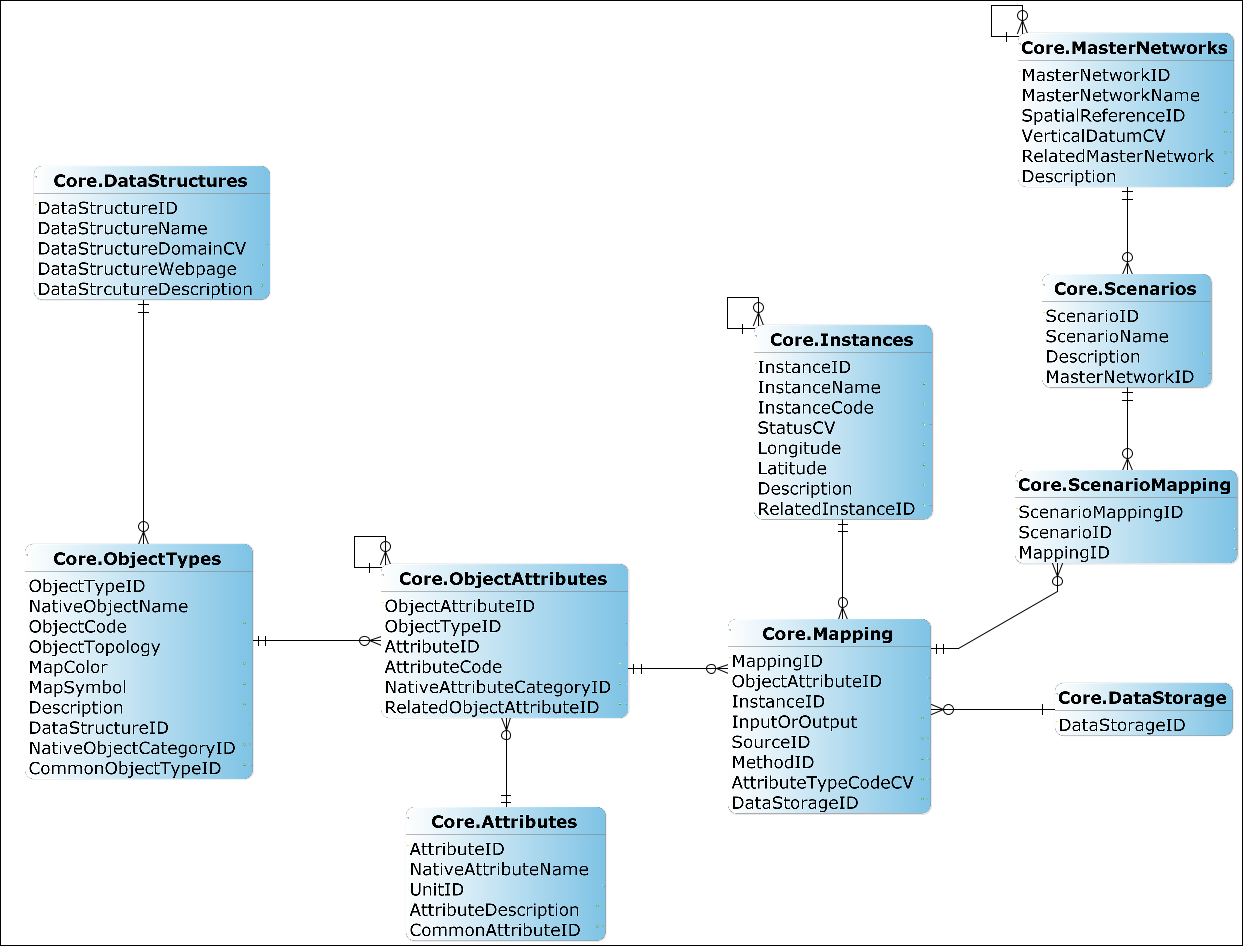 Core.MasterNetworks
MasterNetworkID
MasterNetworkName
SpatialReferenceID
VerticalDatumCV
RelatedMasterNetwork
Description
Core.DataStructures
DataStructureID
DataStructureName
DataStructureDomainCV
DataStructureWebpage
DataStrcutureDescription
Core.Scenarios
ScenarioID
ScenarioName
Description
MasterNetworkID
Core.Instances
InstanceID
InstanceName
InstanceCode
StatusCV
Longitude
Latitude
Description
RelatedInstanceID
Core.ScenarioMapping
ScenarioMappingID
ScenarioID
MappingID
Core.ObjectTypes
ObjectTypeID
NativeObjectName
ObjectCode
ObjectTopology
MapColor
MapSymbol
Description
DataStructureID
NativeObjectCategoryID
CommonObjectTypeID
Core.ObjectAttributes
ObjectAttributeID
ObjectTypeID
AttributeID
AttributeCode
NativeAttributeCategoryID
RelatedObjectAttributeID
Core.Mapping
MappingID
ObjectAttributeID
InstanceID
InputOrOutput
SourceID
MethodID
AttributeTypeCodeCV
DataStorageID
Core.DataStorage
DataStorageID
Core.Attributes
AttributeID
NativeAttributeName
UnitID
AttributeDescription
CommonAttributeID